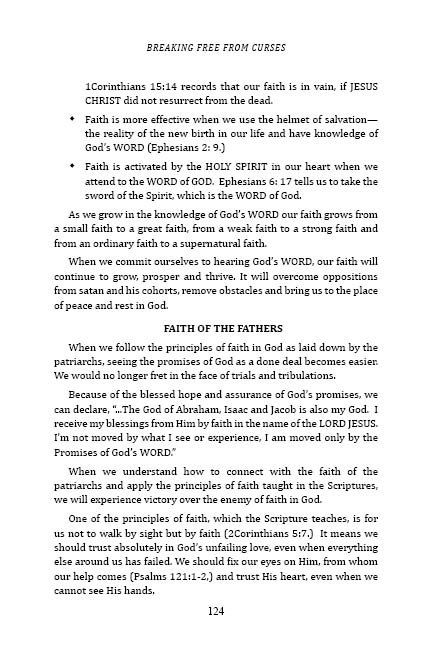 BREAKING FREE FROM CURSES
1Corinthians 15:14 records that our faith is in vain, if JESUS
CHRIST did not resurrect from the dead.
◆ Faith is more effective when we use the helmet of salvation—
the reality of the new birth in our life and have knowledge of
God’s WORD (Ephesians 2: 9.)
◆ Faith is activated by the HOLY SPIRIT in our heart when we
attend to the WORD of GOD. Ephesians 6: 17 tells us to take the
sword of the Spirit, which is the WORD of God.
As we grow in the knowledge of God’s WORD our faith grows from
a small faith to a great faith, from a weak faith to a strong faith and
from an ordinary faith to a supernatural faith.
When we commit ourselves to hearing God’s WORD, our faith will
continue to grow, prosper and thrive. It will overcome oppositions
from satan and his cohorts, remove obstacles and bring us to the place
of peace and rest in God.
FAITH OF THE FATHERS
When we follow the principles of faith in God as laid down by the
patriarchs, seeing the promises of God as a done deal becomes easier.
We would no longer fret in the face of trials and tribulations.
Because of the blessed hope and assurance of God’s promises, we
can declare, “...The God of Abraham, Isaac and Jacob is also my God. I
receive my blessings from Him by faith in the name of the LORD JESUS.
I’m not moved by what I see or experience, I am moved only by the
Promises of God’s WORD.”
When we understand how to connect with the faith of the
patriarchs and apply the principles of faith taught in the Scriptures,
we will experience victory over the enemy of faith in God.
One of the principles of faith, which the Scripture teaches, is for
us not to walk by sight but by faith (2Corinthians 5:7.) It means we
should trust absolutely in God’s unfailing love, even when everything
else around us has failed. We should fix our eyes on Him, from whom
our help comes (Psalms 121:1-2,) and trust His heart, even when we
cannot see His hands.
124